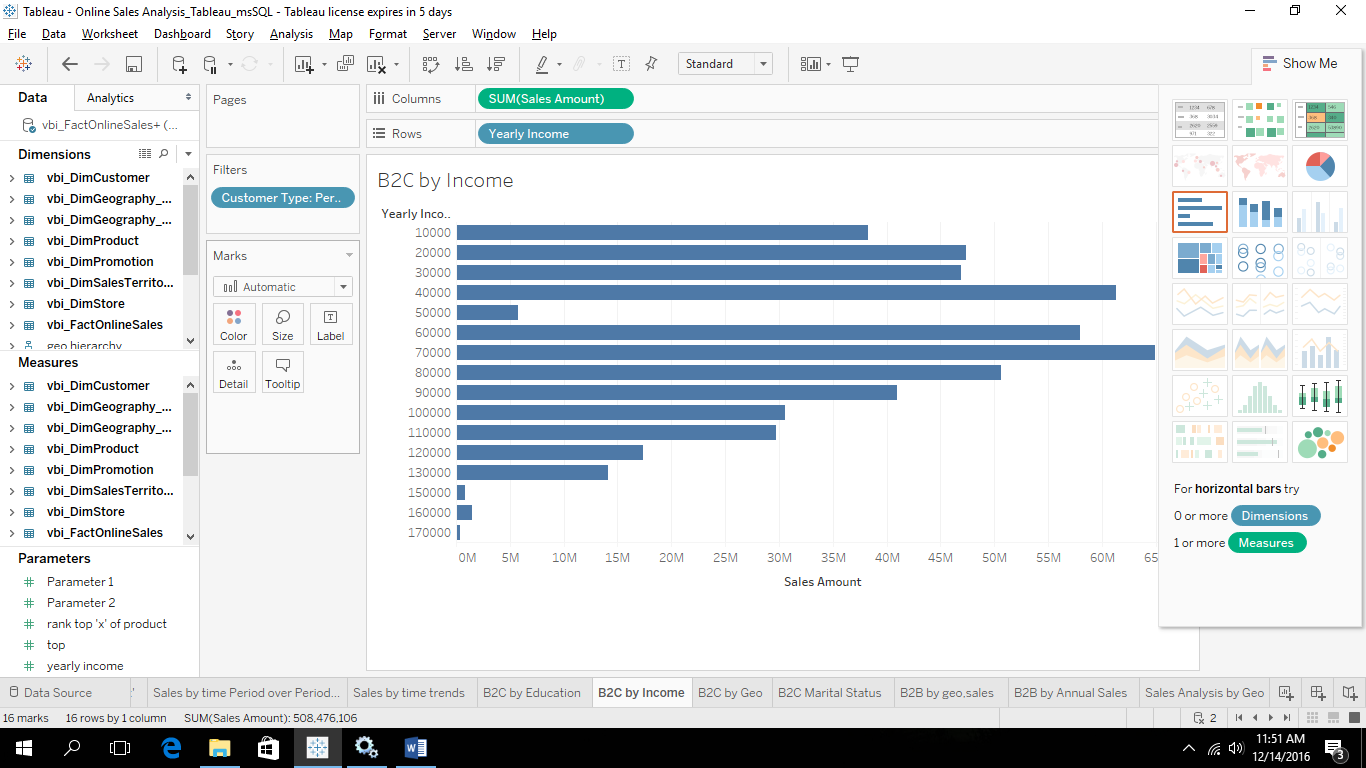 Tableau - Online Sales Analysis_Tableau_msSQL - Tableau license expires in 5 days
File Data Worksheet Dashboard Story Analysis Map Format Server Window Help
Standard
Show Me
Data Analytics
vbi_FactOnlineSales+ (...
Dimensions
vbi_DimCustomer
vbi_DimGeography_...
vbi_DimGeography_...
vbi_DimProduct
vbi_DimPromotion
vbi_DimSalesTerrito...
vbi_DimStore
vbi_FactOnlineSales
geo hierarchy
Measures
vbi_DimCustomer
vbi_DimGeography_...
vbi_DimGeography_...
vbi_DimProduct
vbi_DimPromotion
vbi_DimSalesTerrito...
vbi_DimStore
vbi_FactOnlineSales
Parameters
Parameter 1
Parameter 2
rank top 'x' of product
top
yearly income
Pages
Filters
Customer Type: Per..
Marks
Automatic
Color Size Label
Detail Tooltip
Columns SUM(Sales Amount)
Rows Yearly Income
B2C by Income
Yearly Inco..
10000
20000
30000
40000
50000
60000
70000
80000
90000
100000
110000
120000
130000
150000
160000
170000
0M 5M 10M 15M 20M 25M 30M 35M 40M 45M 50M 55M 60M 65
Sales Amount
For horizontal bars try
0 or more Dimensions
1 or more Measures
Data Source Sales by time Period over Period... Sales by time trends B2C by Education B2C by Income B2C by Geo B2C Marital Status B2B by geo,sales B2B by Annual Sales Sales Analysis by Geo
16 marks 16 rows by 1 column SUM(Sales Amount): 508,476,106 2
11:51 AM
12/14/2016
3